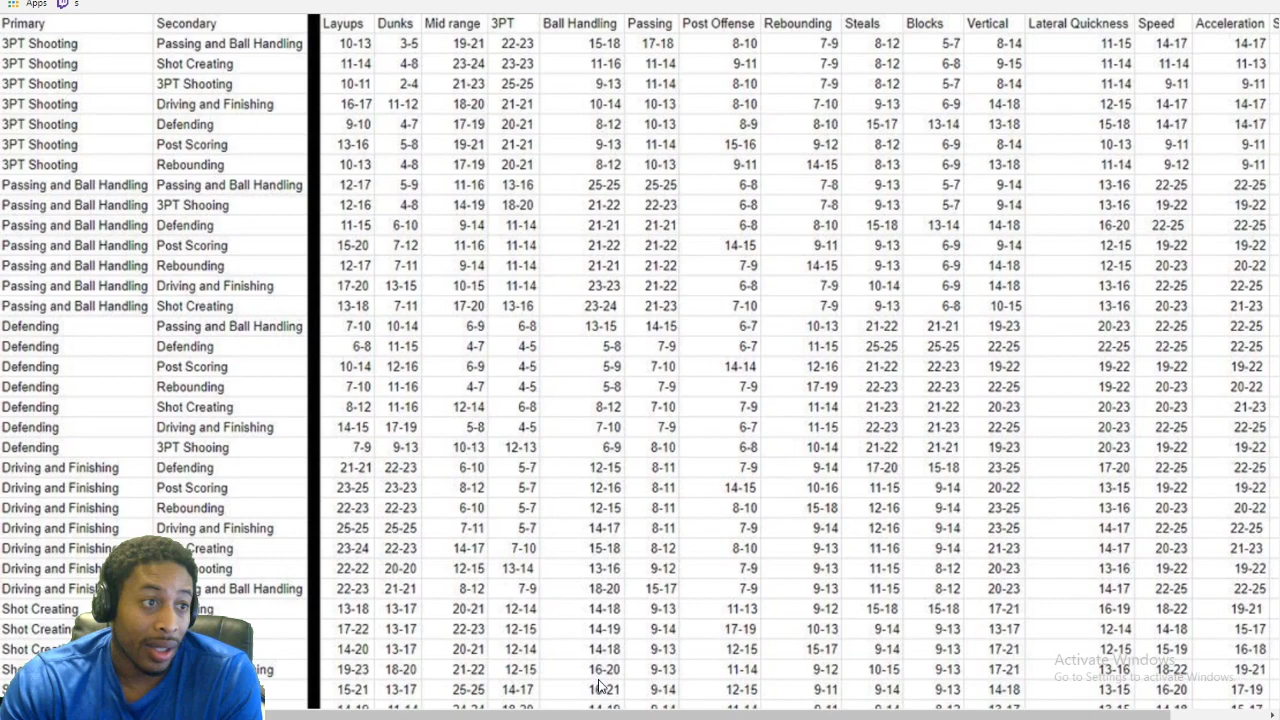 Apps s
Primary Secondary Layups Dunks Mid range 3PT Ball Handling Passing Post Offense Rebounding Steals Blocks Vertical Lateral Quickness Speed Acceleration S
3PT Shooting Passing and Ball Handling 10-13 3-5 19-21 22-23 15-18 17-18 8-10 7-9 8-12 5-7 8-14 11-15 14-17 14-17
3PT Shooting Shot Creating 11-14 4-8 23-24 23-23 11-16 11-14 9-11 7-9 8-12 6-8 9-15 11-14 11-14 11-13
3PT Shooting 3PT Shooting 10-11 2-4 21-23 25-25 9-13 11-14 8-10 7-9 8-12 5-7 8-14 11-14 9-11 9-11
3PT Shooting Driving and Finishing 16-17 11-12 18-20 21-21 10-14 10-13 8-10 7-10 9-13 6-9 14-18 12-15 14-17 14-17
3PT Shooting Defending 9-10 4-7 17-19 20-21 8-12 10-13 8-9 8-10 15-17 13-14 13-18 15-18 14-17 14-17
3PT Shooting Post Scoring 13-16 5-8 19-21 21-21 9-13 11-14 15-16 9-12 8-12 6-9 8-14 10-13 9-11 9-11
3PT Shooting Rebounding 10-13 4-8 17-19 20-21 8-12 10-13 9-11 14-15 8-13 6-9 13-18 11-14 9-12 9-11
Passing and Ball Handling Passing and Ball Handling 12-17 5-9 11-16 13-16 25-25 25-25 6-8 7-8 9-13 5-7 9-14 13-16 22-25 22-25
Passing and Ball Handling 3PT Shooing 12-16 4-8 14-19 18-20 21-22 22-23 6-8 7-8 9-13 5-7 9-14 13-16 19-22 19-22
Passing and Ball Handling Defending 11-15 6-10 9-14 11-14 21-21 21-21 6-8 8-10 15-18 13-14 14-18 16-20 22-25 22-25
Passing and Ball Handling Post Scoring 15-20 7-12 11-16 11-14 21-22 21-22 14-15 9-11 9-13 6-9 9-14 12-15 19-22 19-22
Passing and Ball Handling Rebounding 12-17 7-11 9-14 11-14 21-21 21-22 7-9 14-15 9-13 6-9 14-18 12-15 20-23 20-22
Passing and Ball Handling Driving and Finishing 17-20 13-15 10-15 11-14 23-23 21-22 6-8 7-9 10-14 6-9 14-18 13-16 22-25 22-25
Passing and Ball Handling Shot Creating 13-18 7-11 17-20 13-16 23-24 21-23 7-10 7-9 9-13 6-8 10-15 13-16 20-23 21-23
Defending Passing and Ball Handling 7-10 10-14 6-9 6-8 13-15 14-15 6-7 10-13 21-22 21-21 19-23 20-23 22-25 22-25
Defending Defending 6-8 11-15 4-7 4-5 5-8 7-9 6-7 11-15 25-25 25-25 22-25 22-25 22-25 22-25
Defending Post Scoring 10-14 12-16 6-9 4-5 5-9 7-10 14-14 12-16 21-22 22-23 19-22 19-22 19-22 19-22
Defending Rebounding 7-10 11-16 4-7 4-5 5-8 7-9 7-9 17-19 22-23 22-23 22-25 19-22 20-23 20-22
Defending Shot Creating 8-12 11-16 12-14 6-8 8-12 7-10 7-9 11-14 21-23 21-22 20-23 20-23 20-23 21-23
Defending Driving and Finishing 14-15 17-19 5-8 4-5 7-10 7-9 6-7 11-15 22-23 21-23 22-25 20-23 22-25 22-25
Defending 3PT Shooing 7-9 9-13 10-13 12-13 6-9 8-10 6-8 10-14 21-22 21-21 19-23 20-23 19-22 19-22
Driving and Finishing Defending 21-21 22-23 6-10 5-7 12-15 8-11 7-9 9-14 17-20 15-18 23-25 17-20 22-25 22-25
Driving and Finishing Post Scoring 23-25 23-23 8-12 5-7 12-16 8-11 14-15 10-16 11-15 9-14 20-22 13-15 19-22 19-22
Driving and Finishing Rebounding 22-23 22-23 6-10 5-7 12-15 8-11 8-10 15-18 12-16 9-14 23-25 13-16 20-23 20-22
Driving and Finishing Driving and Finishing 25-25 25-25 7-11 5-7 14-17 8-11 7-9 9-14 12-16 9-14 23-25 14-17 22-25 22-25
Driving and Finishing Creating 23-24 22-23 14-17 7-10 15-18 8-12 8-10 9-13 11-16 9-14 21-23 14-17 20-23 21-23
Driving and ooting 22-22 20-20 12-15 13-14 13-16 9-12 7-9 9-13 11-15 8-12 20-23 13-16 19-22 19-22
Driving and g and Ball Handling 22-23 21-21 8-12 7-9 18-20 15-17 7-9 9-13 11-15 8-12 20-23 14-17 22-25 22-25
Shot Creating ng 13-18 13-17 20-21 12-14 14-18 9-13 11-13 9-12 15-18 15-18 17-21 16-19 18-22 19-21
Shot Creatin 17-22 13-17 22-23 12-15 14-19 9-14 17-19 10-13 9-14 9-13 13-17 12-14 14-18 15-17
Shot Crea 14-20 13-17 20-21 12-14 14-18 9-13 12-15 15-17 9-14 9-13 17-21 12-15 15-19 16-18
Sho ning 19-23 18-20 21-22 12-15 16-20 9-13 11-14 9-12 10-15 9-13 17-21 13-16 18-22 19-21
15-21 13-17 25-25 14-17 9-14 12-15 9-11 9-14 9-13 14-18 13-15 16-20 17-19
Activate Windows
Go to Settings to activate Windows.